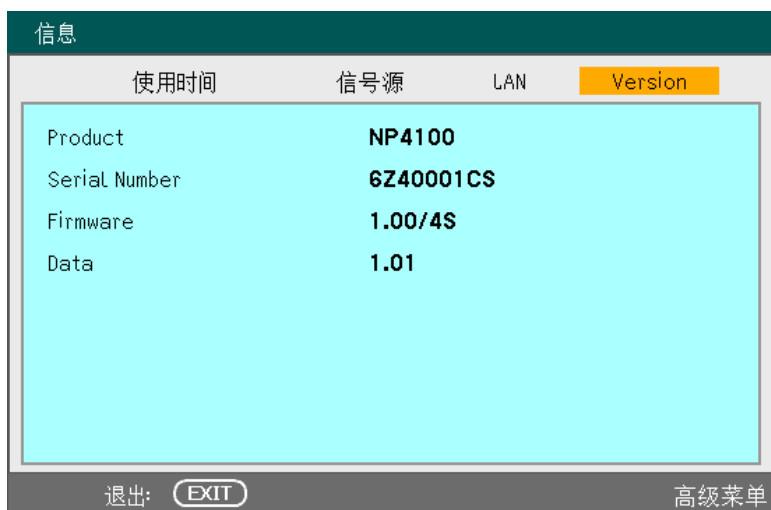 信息
使用时间 信号源 LAN Version
Product NP4100
Serial Number 6Z40001CS
Firmware 1.00/4S
Data 1.01
退出: EXIT 高级菜单